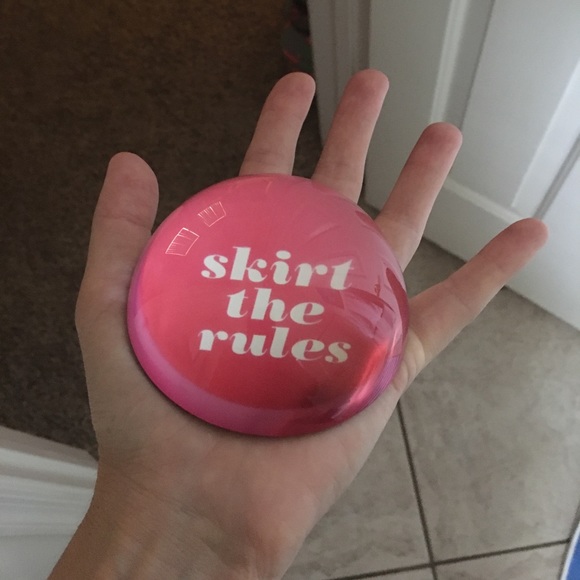 skirt
the
rules